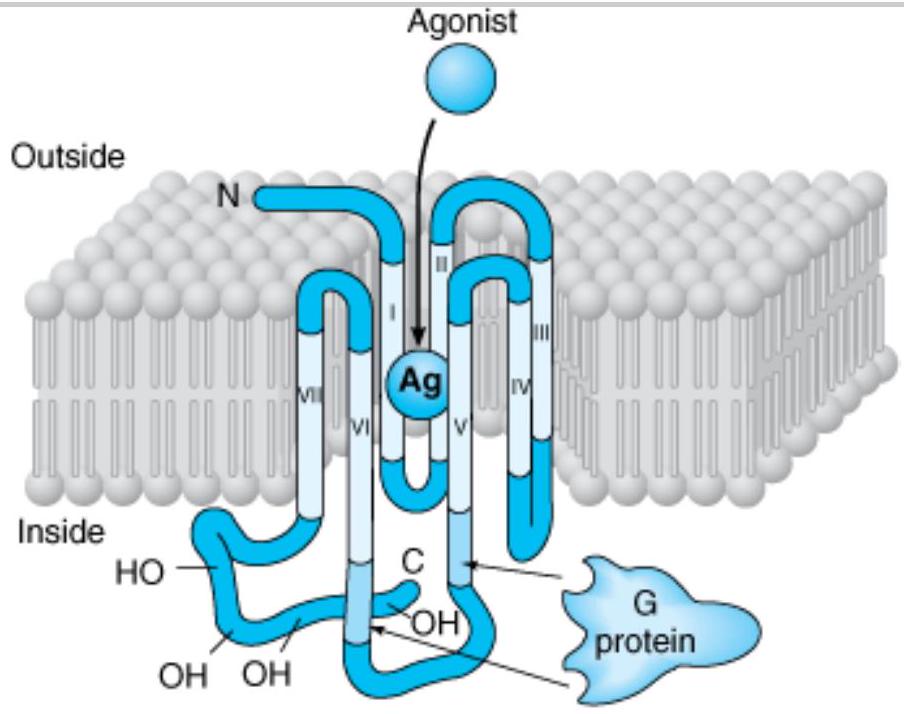 Agonist
Outside
N
II
I
III
Ag
IV
VII
VI
V
Inside
C
HO
OH
G
protein
OH
OH